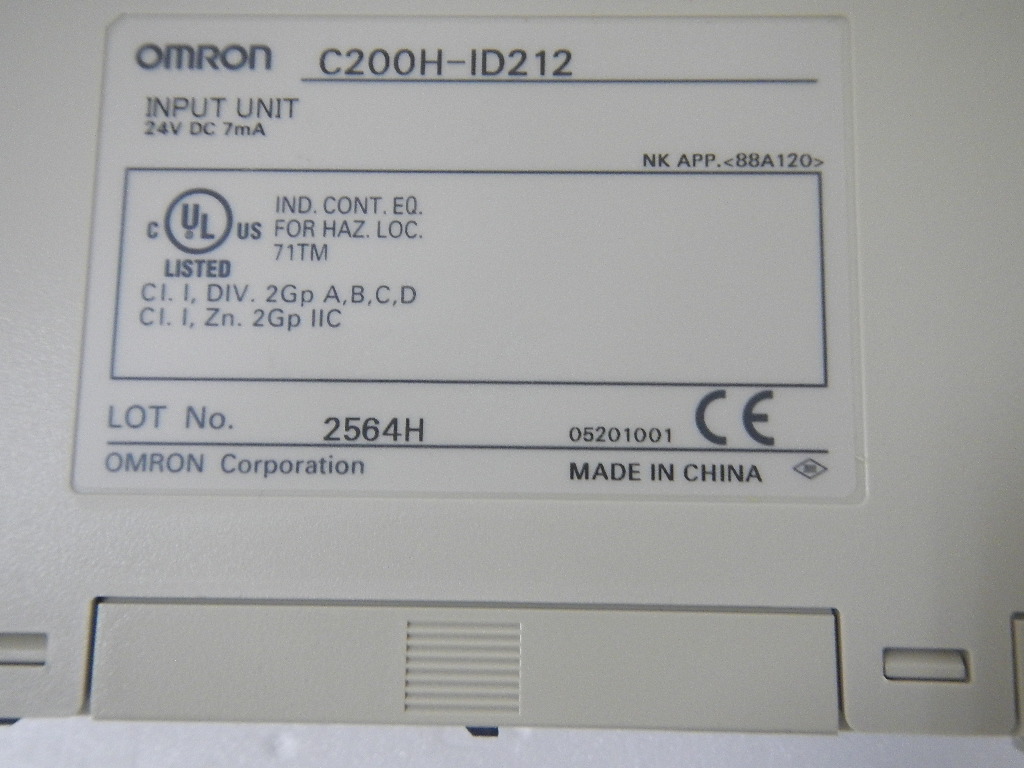 OMRON C200H-ID212
INPUT UNIT
24V DC 7mA
NK APP.<88A120>
C UL US IND. CONT. EQ.
FOR HAZ. LOC.
71TM
LISTED
Cl. I, DIV. 2Gp A,B,C,D
Cl. I, Zn. 2Gp IIC
LOT No. 2564H 05201001 CE
OMRON Corporation MADE IN CHINA